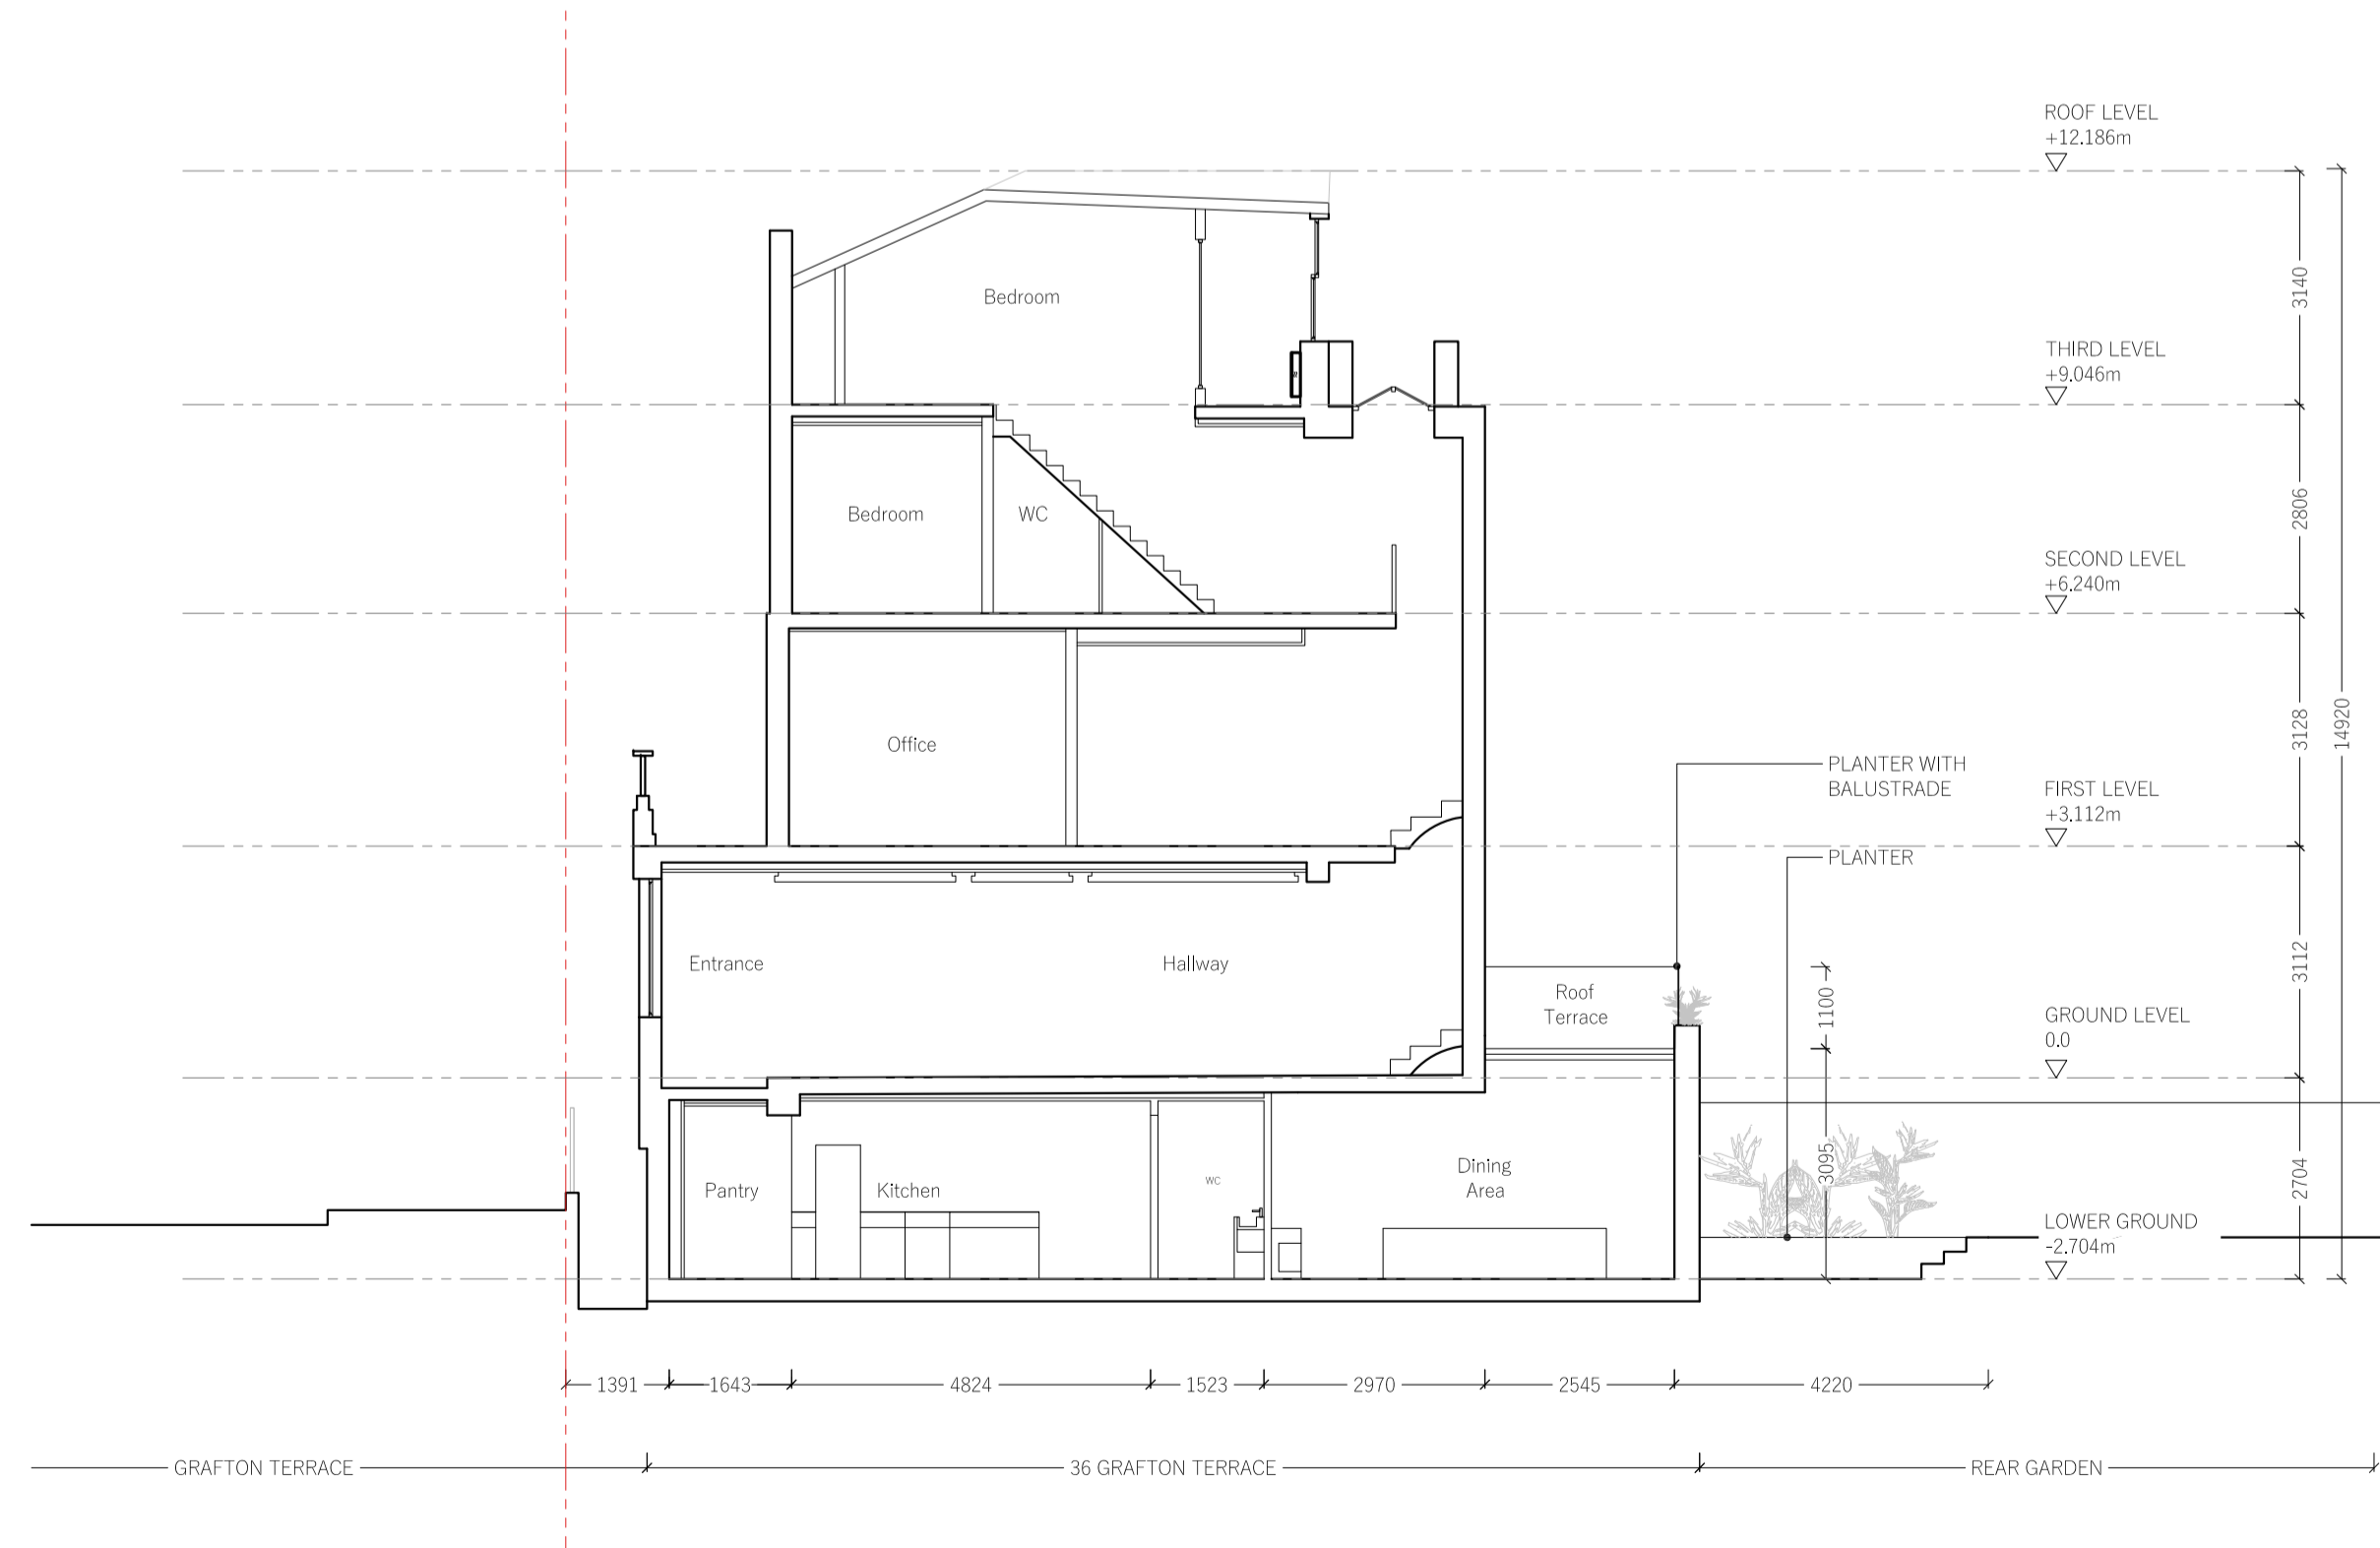 ROOF LEVEL
+12.186m
3140
Bedroom
THIRD LEVEL
+9.046m
2806
Bedroom
WC
SECOND LEVEL
+6.240m
3128
14920
Office
PLANTER WITH
BALUSTRADE
FIRST LEVEL
+3.112m
PLANTER
3112
Entrance
Hallway
Roof
Terrace
1100
GROUND LEVEL
0.0
3095
2704
Pantry
Kitchen
WC
Dining
Area
LOWER GROUND
-2.704m
1391
1643
4824
1523
2970
2545
4220
GRAFTON TERRACE
36 GRAFTON TERRACE
REAR GARDEN